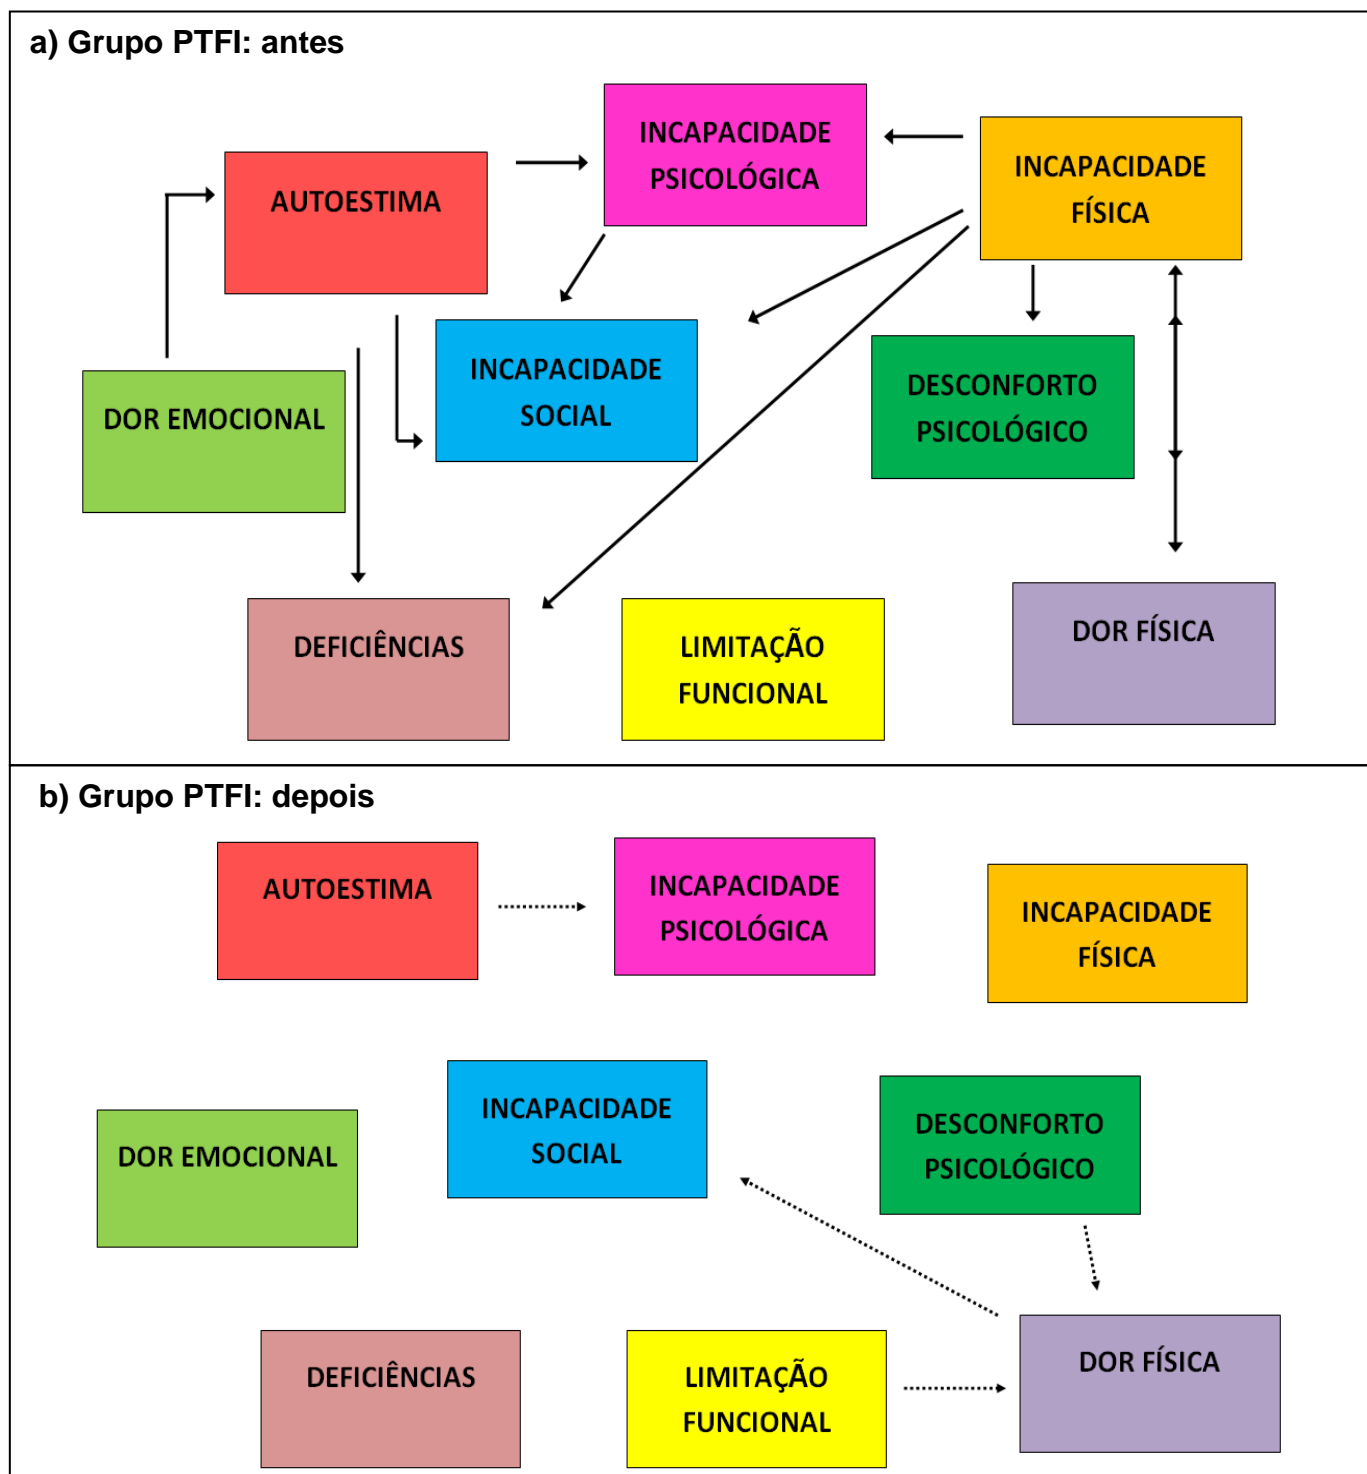 a) Grupo PTFI: antes
INCAPACIDADE
PSICOLÓGICA
INCAPACIDADE
FÍSICA
AUTOESTIMA
INCAPACIDADE
SOCIAL
DESCONFORTO
PSICOLÓGICO
DOR EMOCIONAL
DEFICIÊNCIAS
LIMITAÇÃO
FUNCIONAL
DOR FÍSICA
b) Grupo PTFI: depois
AUTOESTIMA
INCAPACIDADE
PSICOLÓGICA
INCAPACIDADE
FÍSICA
INCAPACIDADE
SOCIAL
DESCONFORTO
PSICOLÓGICO
DOR EMOCIONAL
DEFICIÊNCIAS
LIMITAÇÃO
FUNCIONAL
DOR FÍSICA